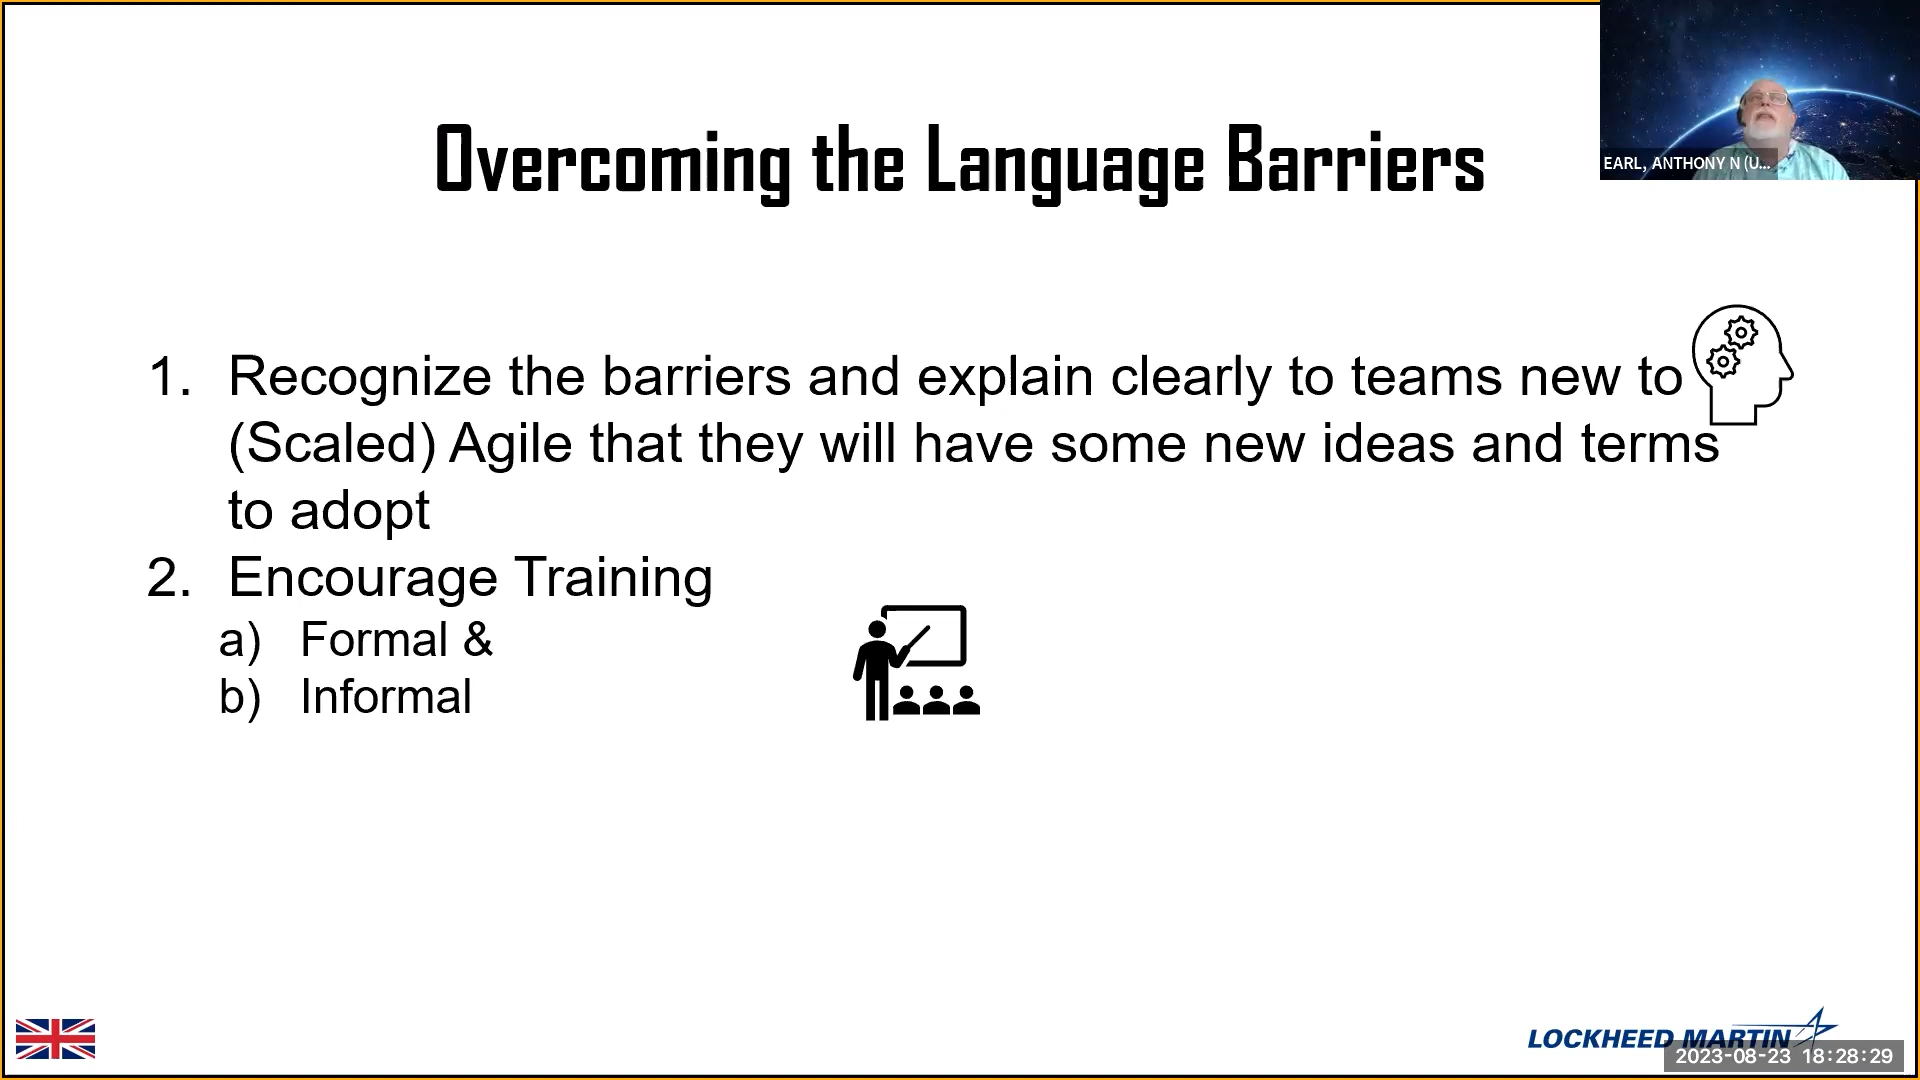 Overcoming the Language Barriers
EARL, ANTHONY N (U...
1. Recognize the barriers and explain clearly to teams new to
(Scaled) Agile that they will have some new ideas and terms
to adopt
2. Encourage Training
a) Formal &
b) Informal
LOCKHEED MARTIN
2023-08-23 18:28:29